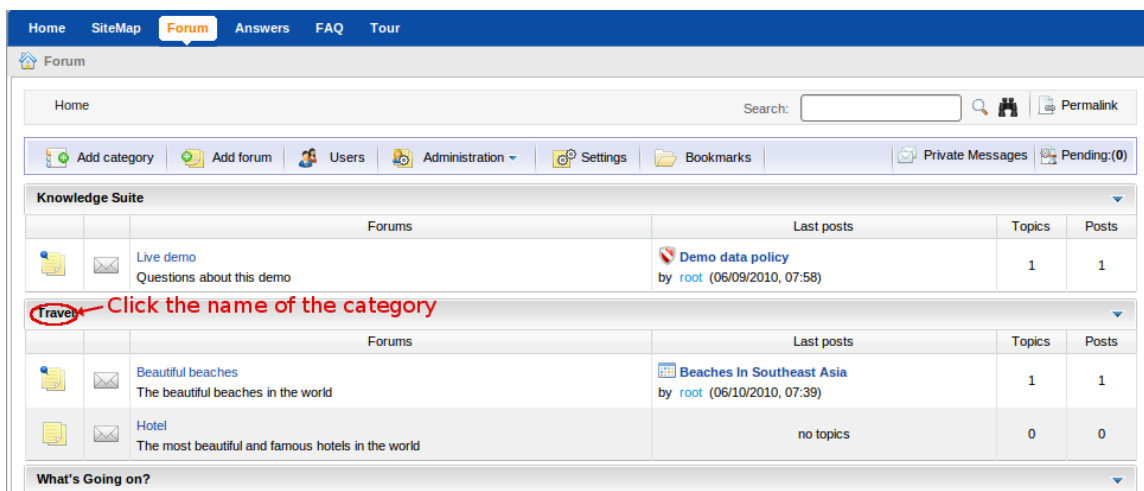 Home SiteMap Forum Answers FAQ Tour
Forum
Home Search: Permalink
Add category Add forum Users Administration Settings Bookmarks Private Messages Pending:(0)
Knowledge Suite
Forums Last posts Topics Posts
Live demo Demo data policy 1 1
Questions about this demo by root (06/09/2010, 07:58)
Travel Click the name of the category
Forums Last posts Topics Posts
Beautiful beaches Beaches In Southeast Asia 1 1
The beautiful beaches in the world by root (06/10/2010, 07:39)
Hotel no topics 0 0
The most beautiful and famous hotels in the world
What's Going on?